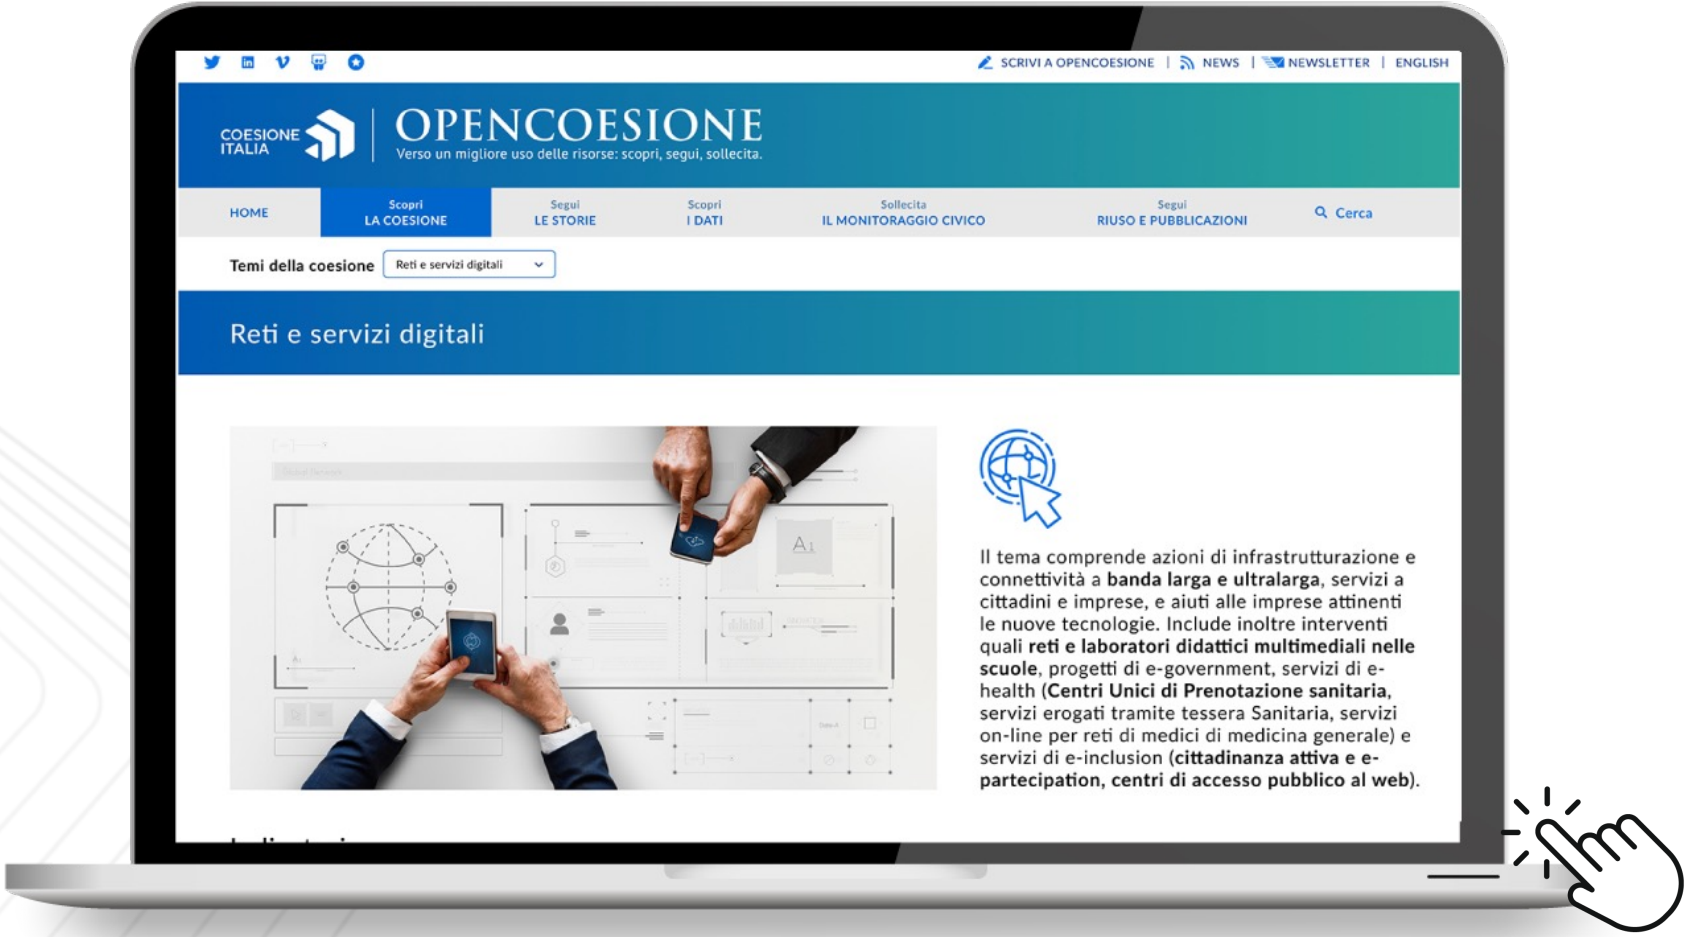 SCRIVI A OPENCOESIONE | NEWS | NEWSLETTER | ENGLISH
COESIONE
ITALIA
OPENCOESIONE
Verso un migliore uso delle risorse: scopri, segui, sollecita.
HOME
Scopri
LA COESIONE
Segui
LE STORIE
Scopri
I DATI
Sollecita
IL MONITORAGGIO CIVICO
Segui
RIUSO E PUBBLICAZIONI
Cerca
Temi della coesione
Reti e servizi digitali
Reti e servizi digitali
A1
Il tema comprende azioni di infrastrutturazione e
connettività a banda larga e ultralarga, servizi a
cittadini e imprese, e aiuti alle imprese attinenti
le nuove tecnologie. Include inoltre interventi
quali reti e laboratori didattici multimediali nelle
scuole, progetti di e-government, servizi di e-
health (Centri Unici di Prenotazione sanitaria,
servizi erogati tramite tessera Sanitaria, servizi
on-line per reti di medici di medicina generale) e
servizi di e-inclusion (cittadinanza attiva e e-
partecipation, centri di accesso pubblico al web).